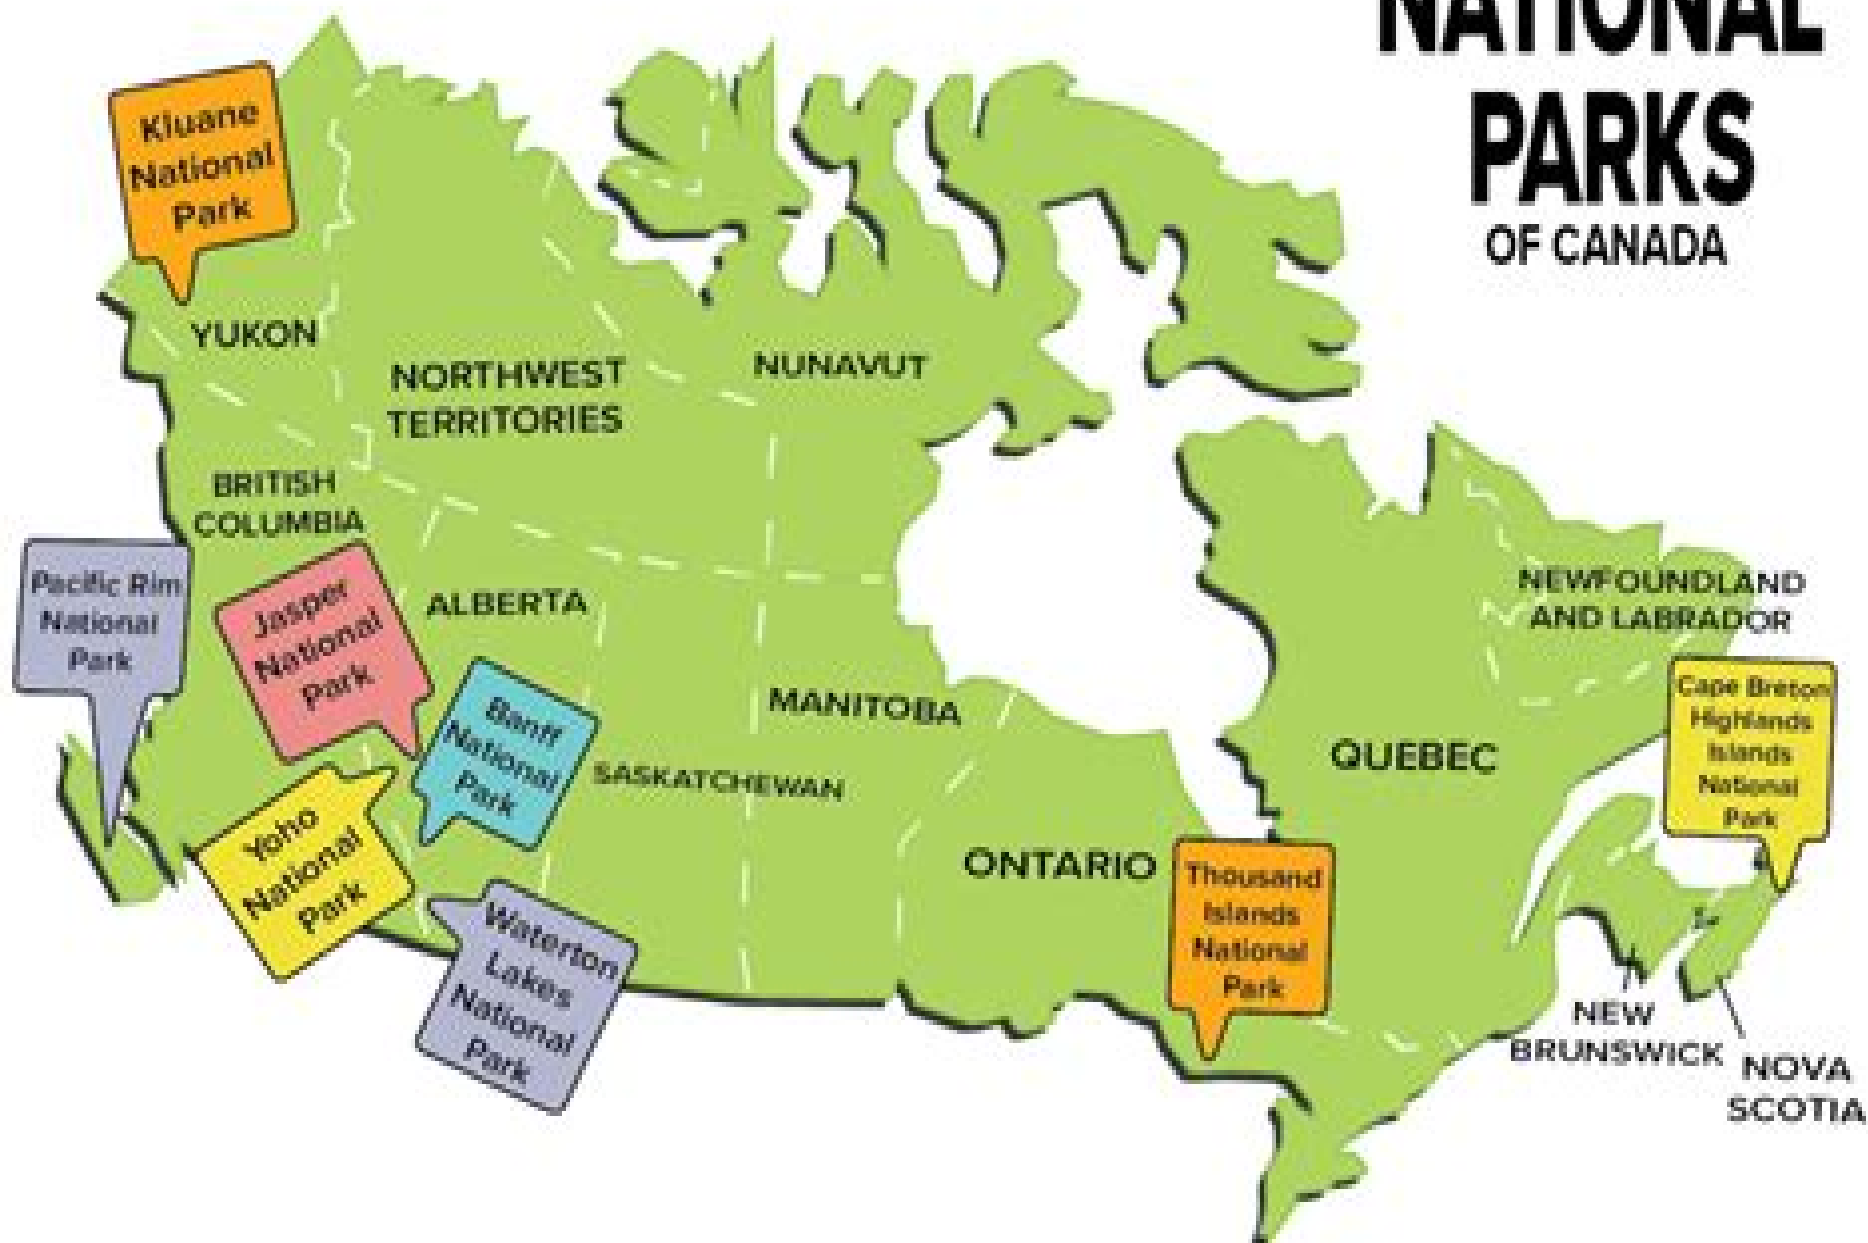 NATIONAL
PARKS
OF CANADA
Kluane
National
Park
YUKON
NORTHWEST
TERRITORIES
NUNAVUT
BRITISH
COLUMBIA
Pacific Rim
National
Park
Jasper
National
Park
ALBERTA
Banff
National
Park
SASKATCHEWAN
MANITOBA
Yoho
National
Park
Waterton
Lakes
National
Park
ONTARIO
Thousand
Islands
National
Park
QUEBEC
NEWFOUNDLAND
AND LABRADOR
Cape Breton
Highlands
Islands
National
Park
NEW
BRUNSWICK
NOVA
SCOTIA